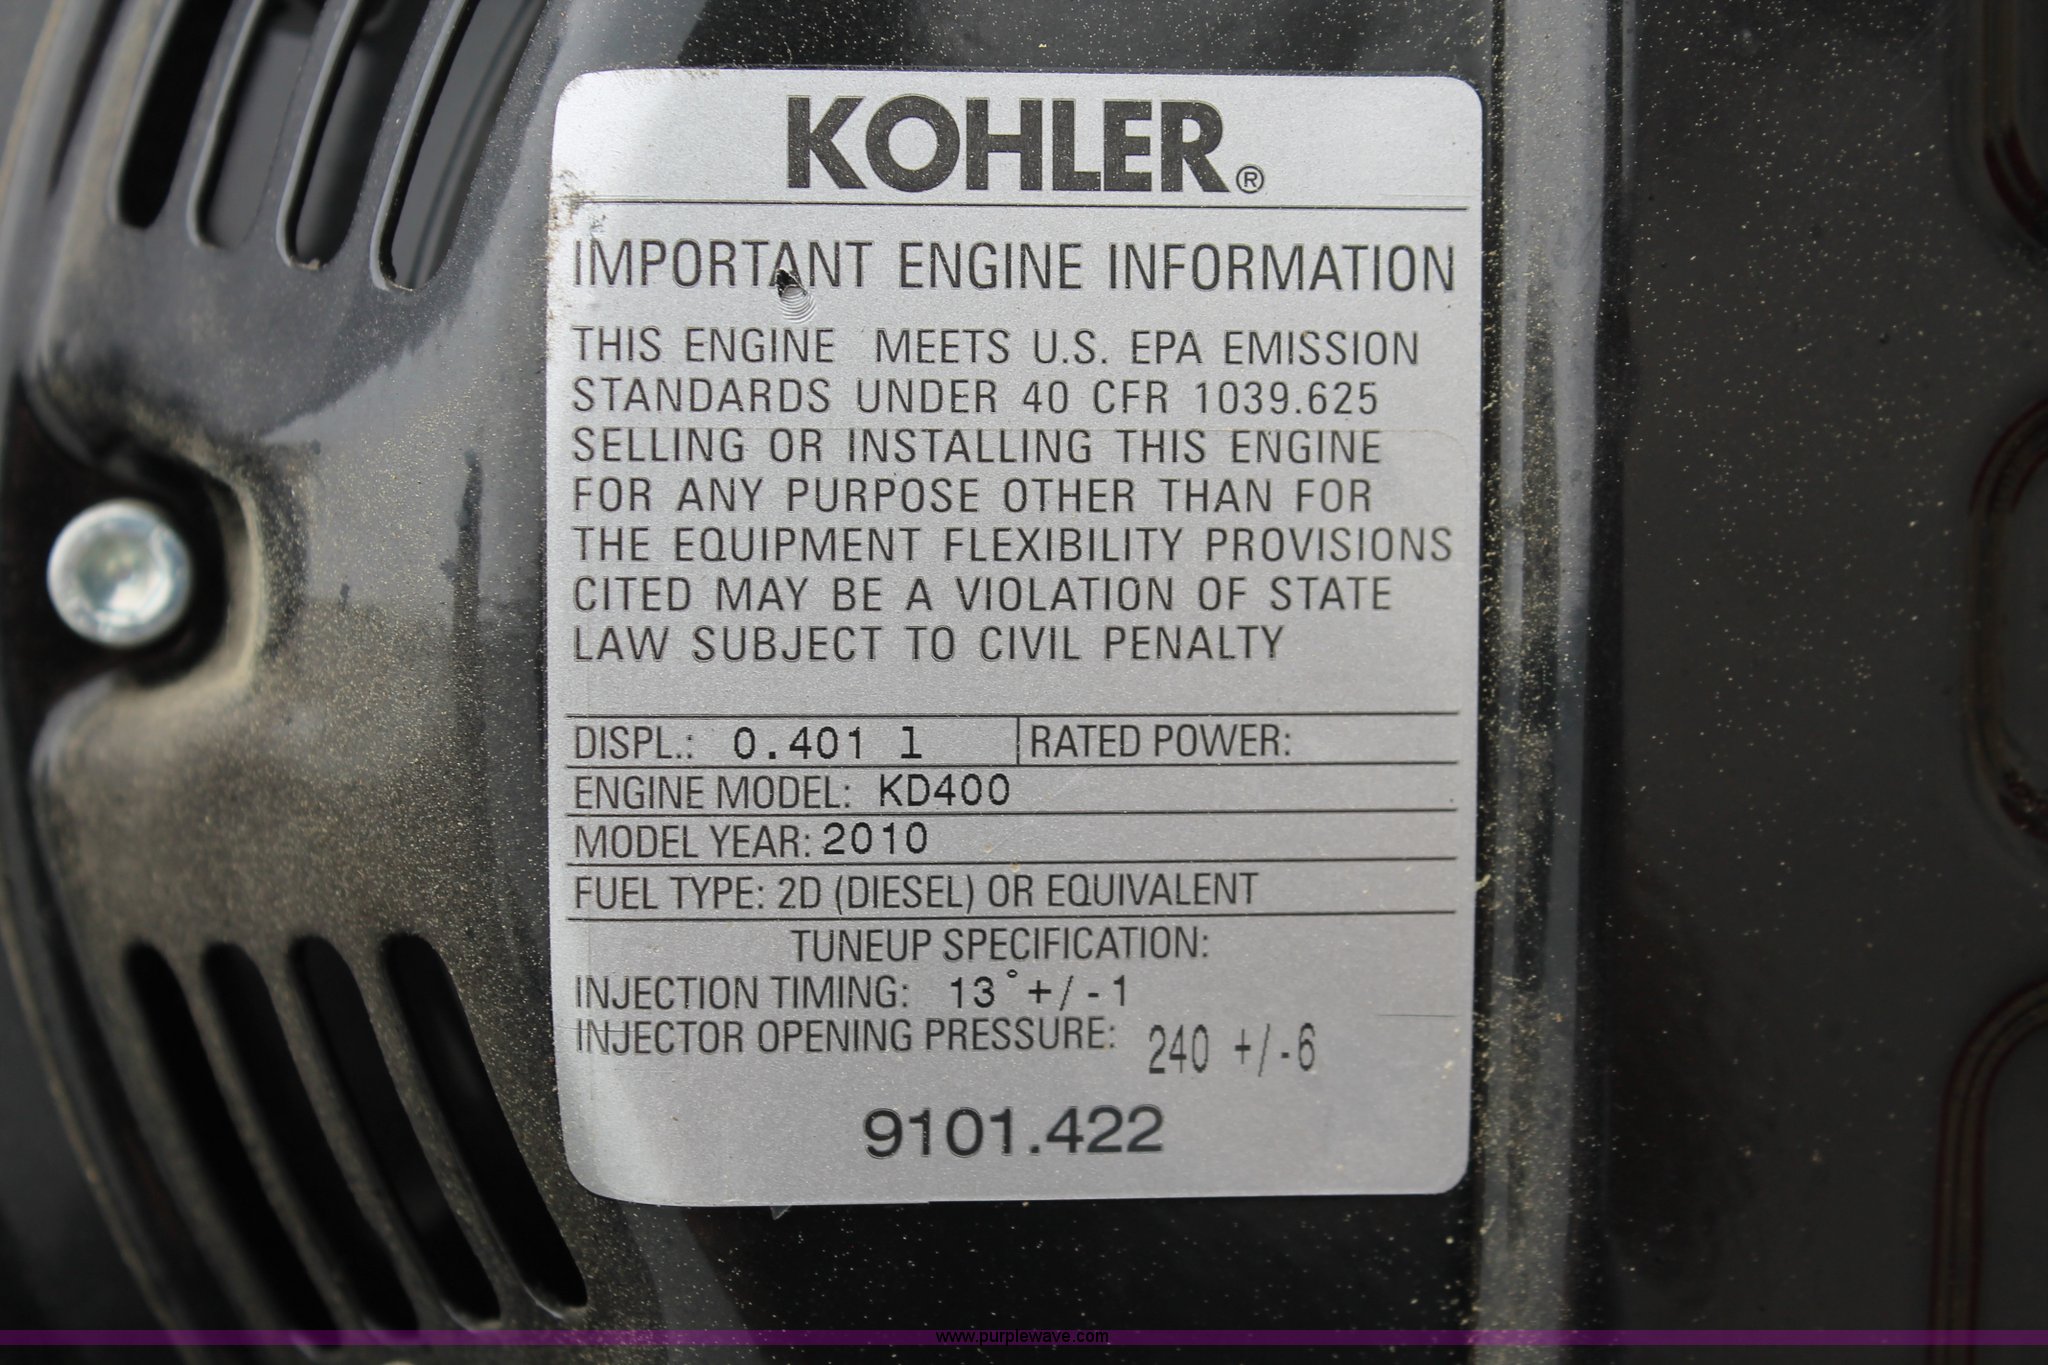 KOHLER®
IMPORTANT ENGINE INFORMATION
THIS ENGINE MEETS U.S. EPA EMISSION
STANDARDS UNDER 40 CFR 1039.625
SELLING OR INSTALLING THIS ENGINE
FOR ANY PURPOSE OTHER THAN FOR
THE EQUIPMENT FLEXIBILITY PROVISIONS
CITED MAY BE A VIOLATION OF STATE
LAW SUBJECT TO CIVIL PENALTY
DISPL.: 0.401 l RATED POWER:
ENGINE MODEL: KD400
MODEL YEAR: 2010
FUEL TYPE: 2D (DIESEL) OR EQUIVALENT
TUNEUP SPECIFICATION:
INJECTION TIMING: 13° +/-1
INJECTOR OPENING PRESSURE: 240 +/-6
9101.422
www.purplewave.com